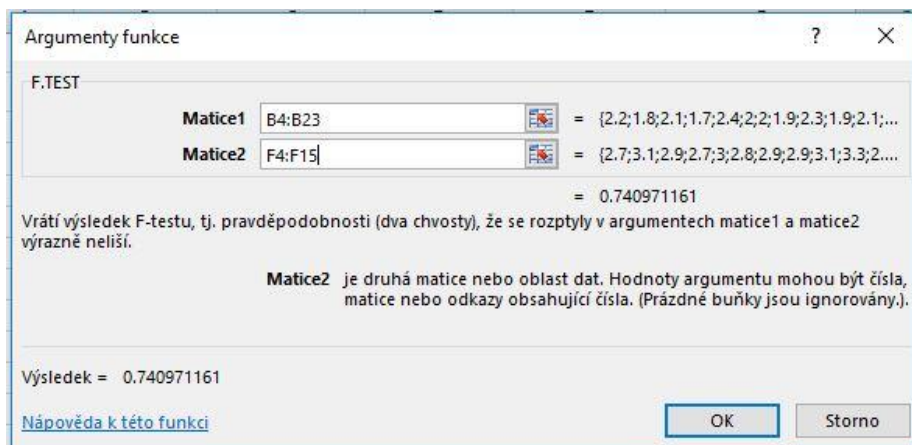 Argumenty funkce ? ×
F.TEST
Matice1 B4:B23 = {2.2;1.8;2.1;1.7;2.4;2;2;1.9;2.3;1.9;2.1;...
Matice2 F4:F15 = {2.7;3.1;2.9;2.7;3;2.8;2.9;2.9;3.1;3.3;2....
= 0.740971161
Vrátí výsledek F-testu, tj. pravděpodobnosti (dva chvosty), že se rozptyly v argumentech matice1 a matice2
výrazně neliší.
Matice2 je druhá matice nebo oblast dat. Hodnoty argumentu mohou být čísla,
matice nebo odkazy obsahující čísla. (Prázdné buňky jsou ignorovány.).
Výsledek = 0.740971161
Nápověda k této funkci OK Storno